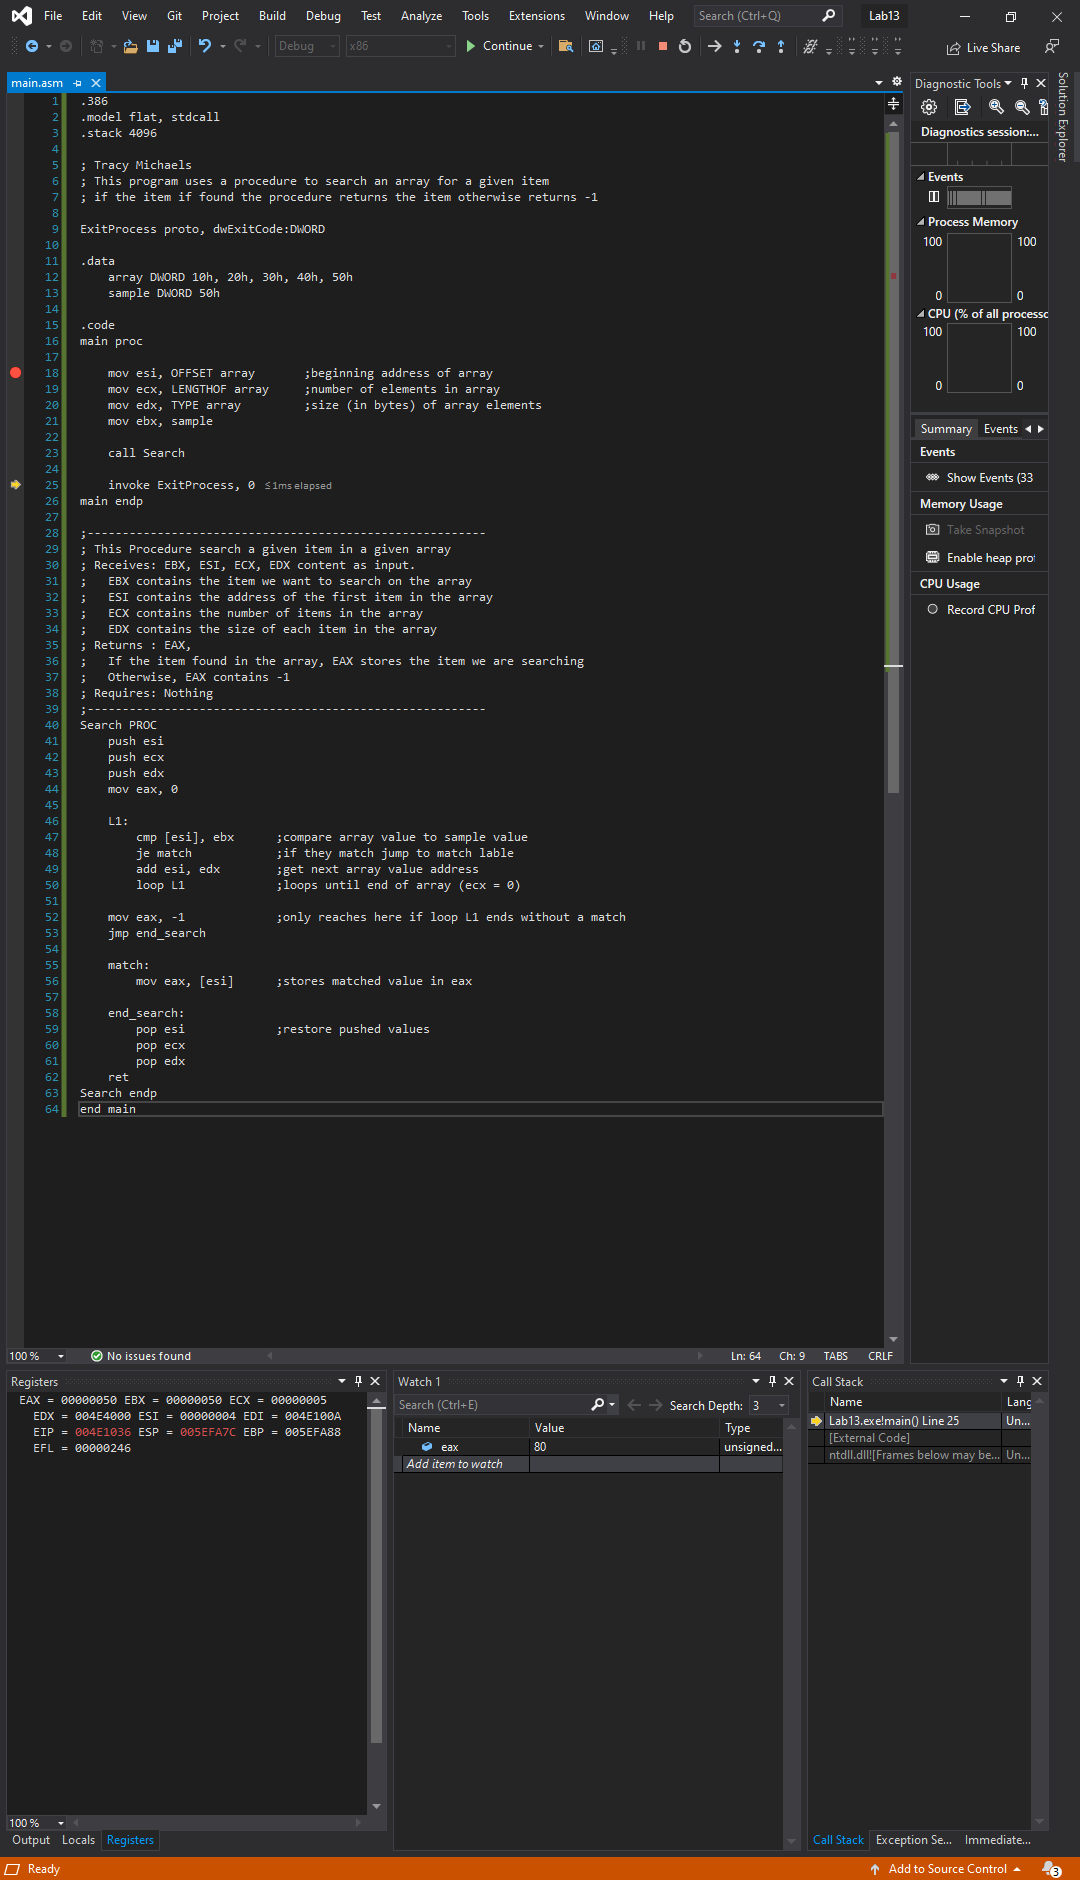 File Edit View Git Project Build Debug Test Analyze Tools Extensions Window Help Search (Ctrl+Q) Lab13
Debug x86 Continue Live Share
main.asm
1 .386
2 .model flat, stdcall
3 .stack 4096
4
5 ; Tracy Michaels
6 ; This program uses a procedure to search an array for a given item
7 ; if the item if found the procedure returns the item otherwise returns -1
8
9 ExitProcess proto, dwExitCode:DWORD
10
11 .data
12 array DWORD 10h, 20h, 30h, 40h, 50h
13 sample DWORD 50h
14
15 .code
16 main proc
17
18 mov esi, OFFSET array ;beginning address of array
19 mov ecx, LENGTHOF array ;number of elements in array
20 mov edx, TYPE array ;size (in bytes) of array elements
21 mov ebx, sample
22
23 call Search
24
25 invoke ExitProcess, 0 ≤1ms elapsed
26 main endp
27
28 ;---------------------------------------------------------
29 ; This Procedure search a given item in a given array
30 ; Receives: EBX, ESI, ECX, EDX content as input.
31 ; EBX contains the item we want to search on the array
32 ; ESI contains the address of the first item in the array
33 ; ECX contains the number of items in the array
34 ; EDX contains the size of each item in the array
35 ; Returns : EAX,
36 ; If the item found in the array, EAX stores the item we are searching
37 ; Otherwise, EAX contains -1
38 ; Requires: Nothing
39 ;---------------------------------------------------------
40 Search PROC
41 push esi
42 push ecx
43 push edx
44 mov eax, 0
45
46 L1:
47 cmp [esi], ebx ;compare array value to sample value
48 je match ;if they match jump to match lable
49 add esi, edx ;get next array value address
50 loop L1 ;loops until end of array (ecx = 0)
51
52 mov eax, -1 ;only reaches here if loop L1 ends without a match
53 jmp end_search
54
55 match:
56 mov eax, [esi] ;stores matched value in eax
57
58 end_search:
59 pop esi ;restore pushed values
60 pop ecx
61 pop edx
62 ret
63 Search endp
64 end main
100 % No issues found Ln: 64 Ch: 9 TABS CRLF
Diagnostic Tools
Diagnostics session:...
Events
Process Memory
100 100
0 0
CPU (% of all processo
100 100
0 0
Summary Events
Events
Show Events (33
Memory Usage
Take Snapshot
Enable heap prof
CPU Usage
Record CPU Prof
Solution Explorer
Registers
EAX = 00000050 EBX = 00000050 ECX = 00000005
EDX = 004E4000 ESI = 00000004 EDI = 004E100A
EIP = 004E1036 ESP = 005EFA7C EBP = 005EFA88
EFL = 00000246
100 %
Output Locals Registers
Watch 1
Search (Ctrl+E) Search Depth: 3
Name Value Type
eax 80 unsigned...
Add item to watch
Call Stack
Name Lang
Lab13.exe!main() Line 25 Un...
[External Code]
ntdll.dll![Frames below may be... Un...
Call Stack Exception Se... Immediate...
Ready Add to Source Control 3